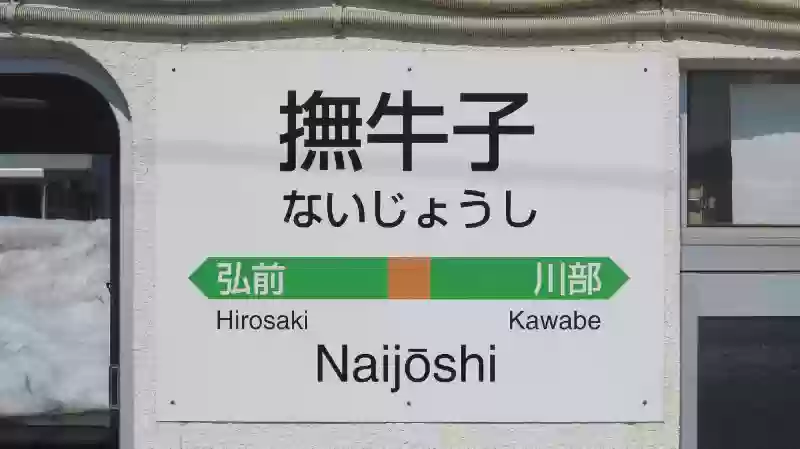 撫牛子
ないじょうし
弘前 川部
Hirosaki Kawabe
Naijōshi